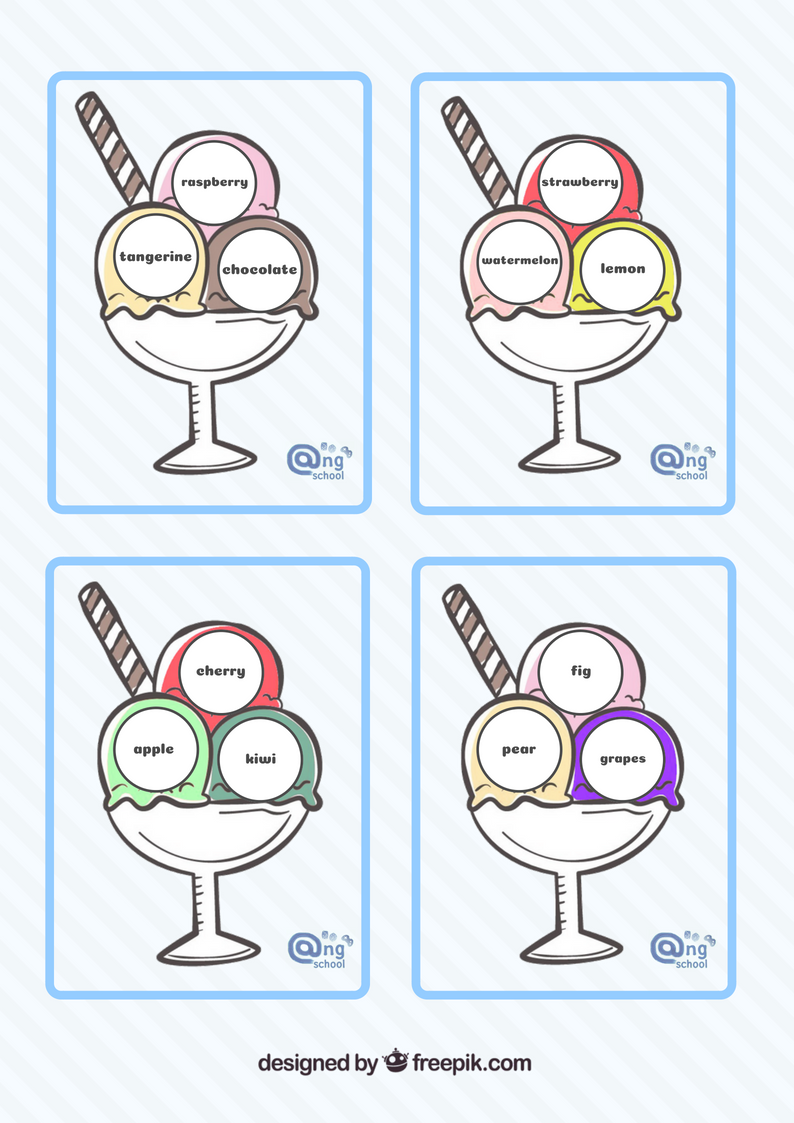 raspberry
tangerine
chocolate
@ng
school
strawberry
watermelon
lemon
@ng
school
cherry
apple
kiwi
@ng
school
fig
pear
grapes
@ng
school
designed by freepik.com